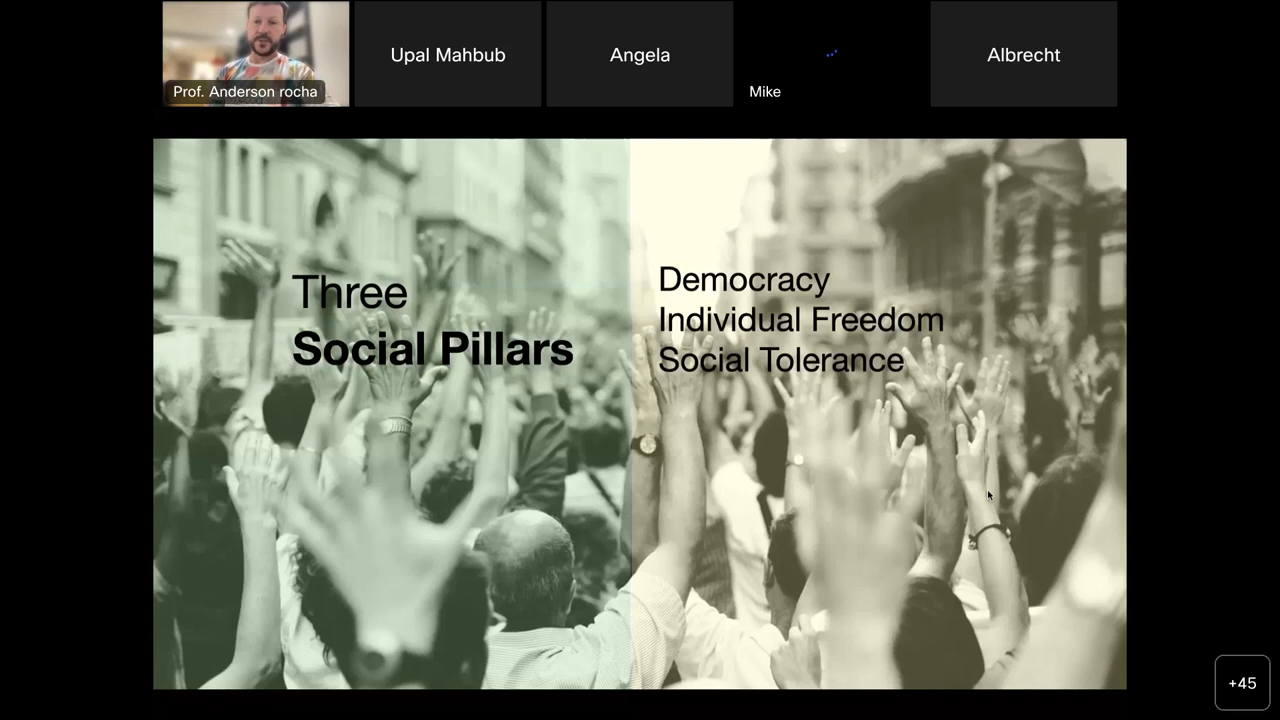 Prof. Anderson rocha
Upal Mahbub
Angela
Mike
Albrecht
Three
Social Pillars
Democracy
Individual Freedom
Social Tolerance
+45